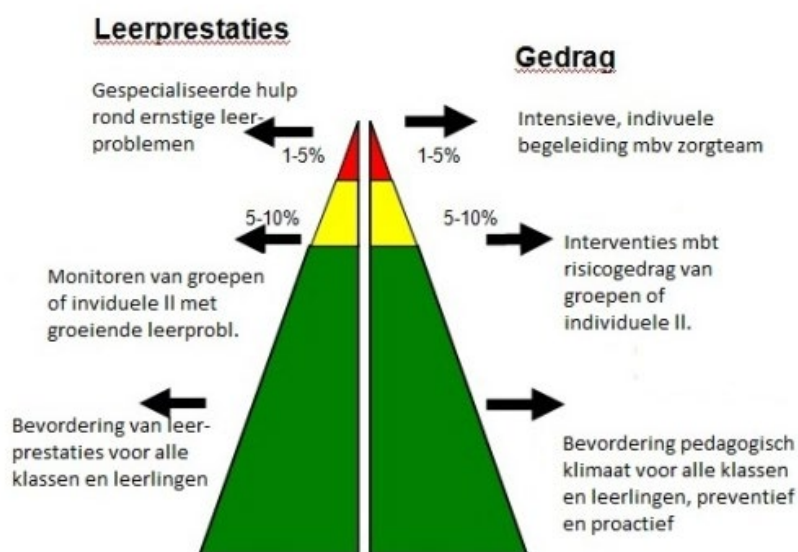 Leerprestaties
Gespecialiseerde hulp
rond ernstige leer-
problemen
1-5%
5-10%
Monitoren van groepen
of inviduele ll met
groeiende leerprobl.
Bevordering van leer-
prestaties voor alle
klassen en leerlingen
Gedrag
Intensieve, indivuele
begeleiding mbv zorgteam
1-5%
5-10%
Interventies mbt
risicogedrag van
groepen of
individuele ll.
Bevordering pedagogisch
klimaat voor alle klassen
en leerlingen, preventief
en proactief